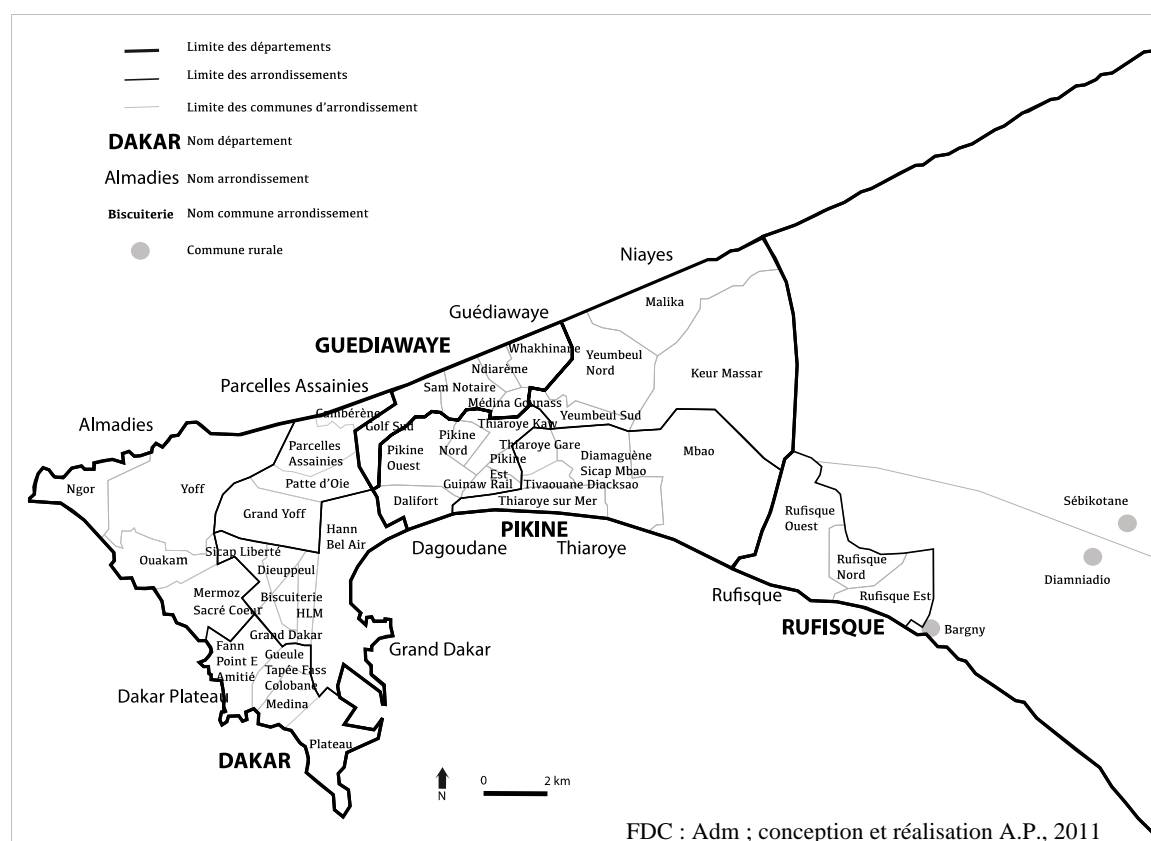 Limite des départements
Limite des arrondissements
Limite des communes d'arrondissement
DAKAR Nom département
Almadies Nom arrondissement
Biscuiterie Nom commune arrondissement
Commune rurale
Niayes
Malika
Guédiawaye
GUEDIAWAYE
Whakhinane
Yeumbeul
Nord
Ndiarème
Keur Massar
Parcelles Assainies
Sam Notaire
Médina Gounass
Cambérène
Golf Sud
Yeumbeul Sud
Thiaroye Kaw
Almadies
Parcelles
Assainies
Pikine
Nord
Pikine
Ouest
Thiaroye Gare
Pikine
Est
Diamaguène
Sicap Mbao
Mbao
Ngor
Yoff
Patte d'Oie
Guinaw Rail
Tivaouane Diacksao
Dalifort
Thiaroye sur Mer
Grand Yoff
Hann
Bel Air
PIKINE
Dagoudane
Thiaroye
Rufisque
Ouest
Sébikotane
Ouakam
Sicap Liberté
Dieuppeul
Rufisque
Nord
Diamniadio
Mermoz
Sacré Coeur
Biscuiterie
HLM
Rufisque
Rufisque Est
RUFISQUE
Bargny
Grand Dakar
Fann
Point E
Amitié
Gueule
Tapée Fass
Colobane
Grand Dakar
Dakar Plateau
Medina
Plateau
DAKAR
N
0 2 km
FDC : Adm ; conception et réalisation A.P., 2011